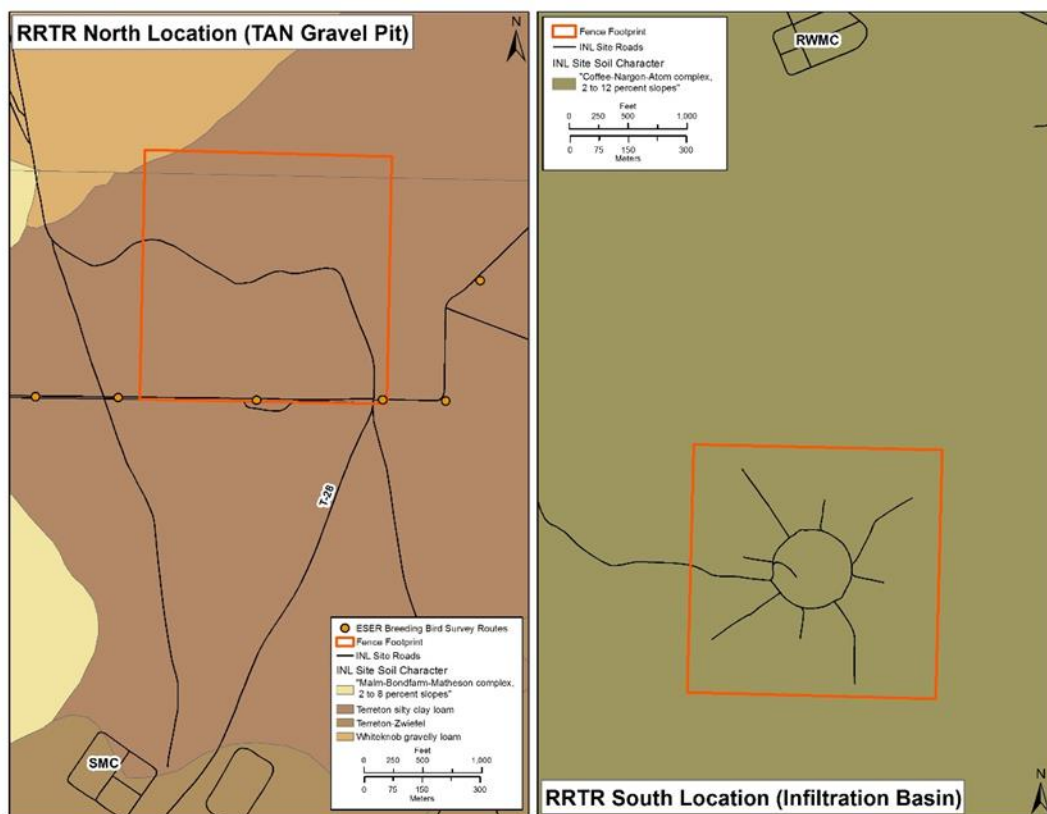 RRTR North Location (TAN Gravel Pit)
N
T-28
SMC
ESER Breeding Bird Survey Routes
Fence Footprint
INL Site Roads
INL Site Soil Character
"Malm-Bondfarm-Matheson complex,
2 to 8 percent slopes"
Terreton silty clay loam
Terreton-Zwiefel
Whiteknob gravelly loam
Feet
0 250 500 1,000
0 75 150 300
Meters
Fence Footprint
INL Site Roads
INL Site Soil Character
"Coffee-Nargon-Atom complex,
2 to 12 percent slopes"
Feet
0 250 500 1,000
0 75 150 300
Meters
RWMC
N
RRTR South Location (Infiltration Basin)